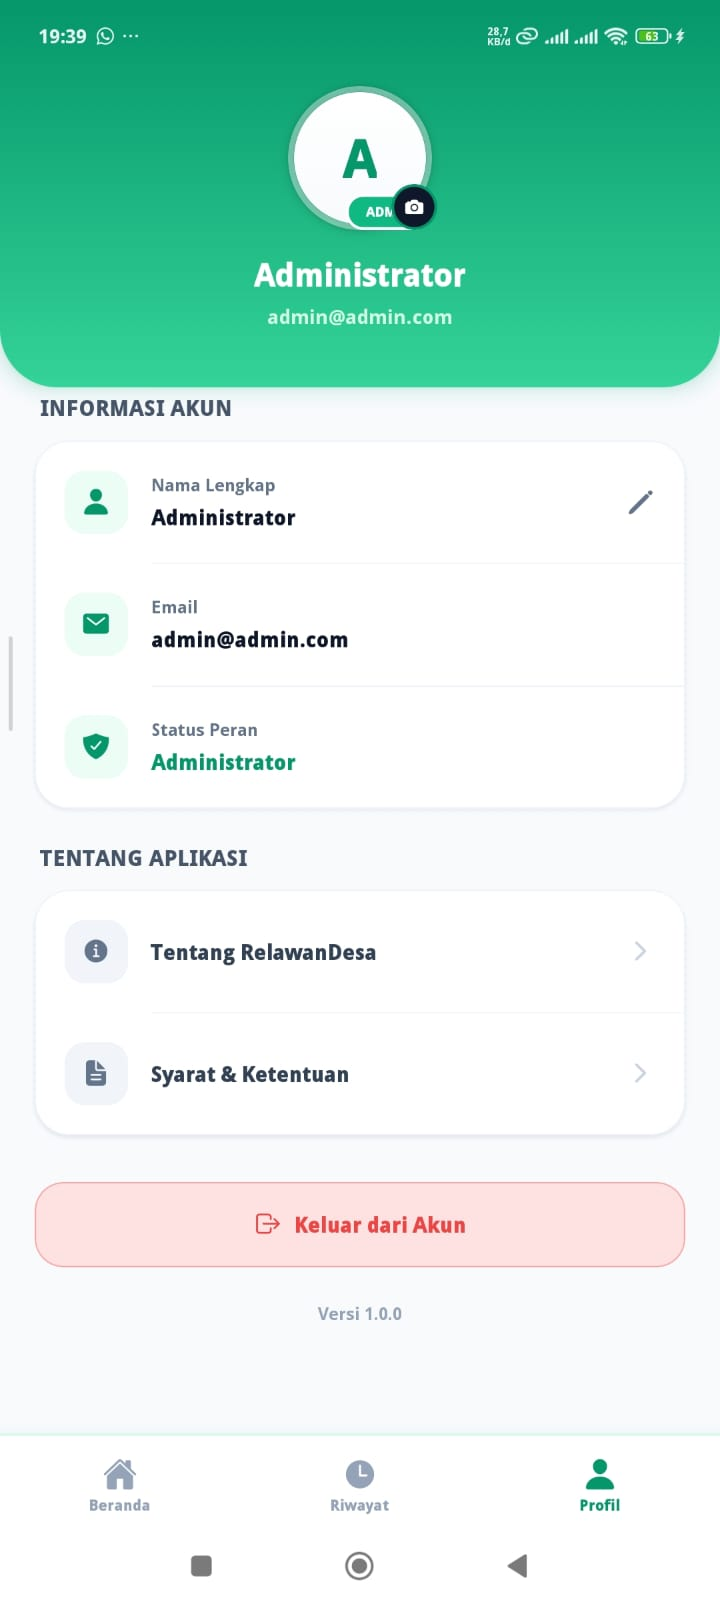 19:39
28,7
KB/d
63
A
ADM
Administrator
admin@admin.com
INFORMASI AKUN
Nama Lengkap
Administrator
Email
admin@admin.com
Status Peran
Administrator
TENTANG APLIKASI
Tentang RelawanDesa
Syarat & Ketentuan
Keluar dari Akun
Versi 1.0.0
Beranda
Riwayat
Profil